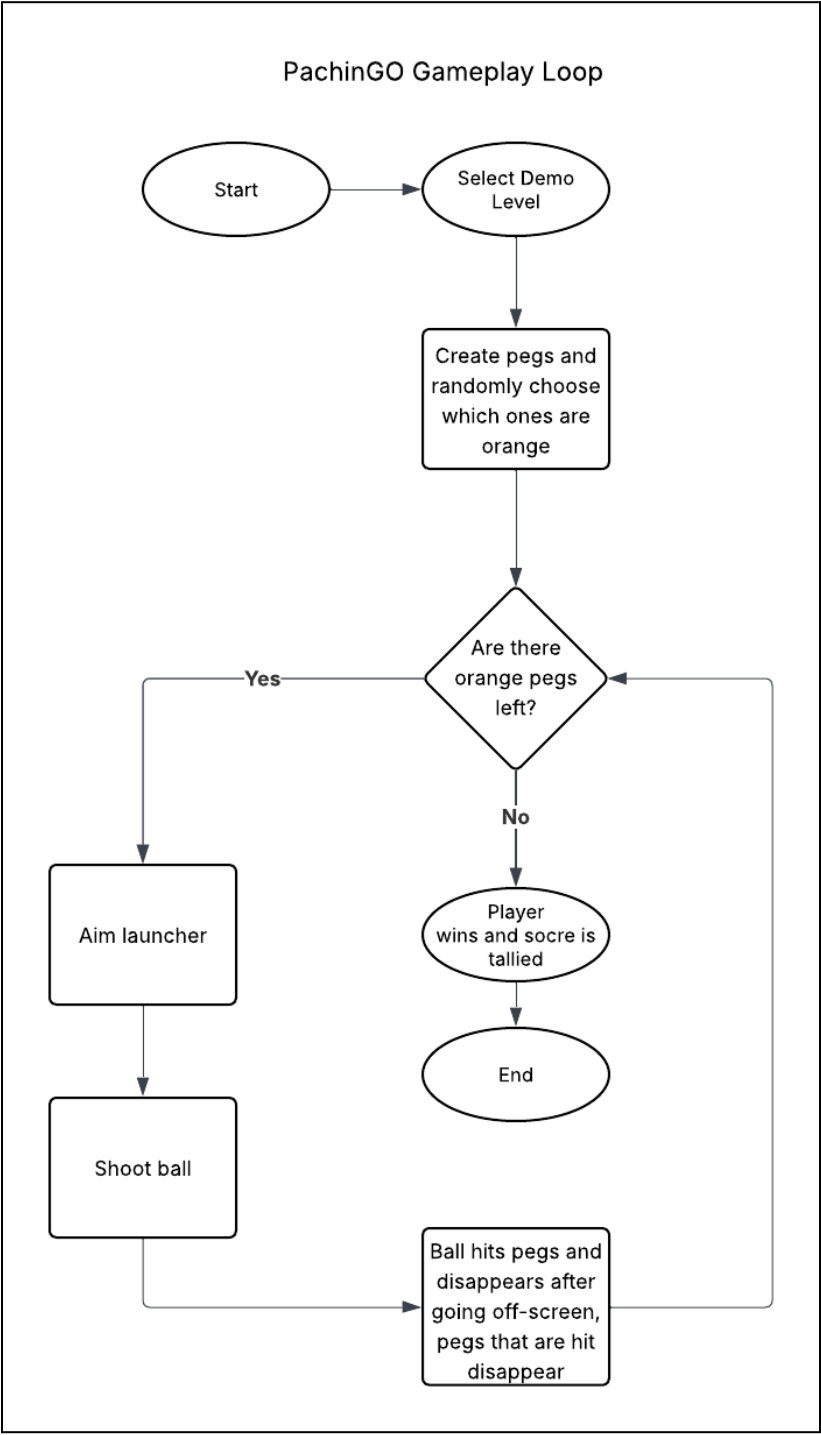 PachinGO Gameplay Loop
Start
Select Demo
Level
Create pegs and
randomly choose
which ones are
orange
Are there
orange pegs
left?
Yes
No
Aim launcher
Player
wins and socre is
tallied
End
Shoot ball
Ball hits pegs and
disappears after
going off-screen,
pegs that are hit
disappear